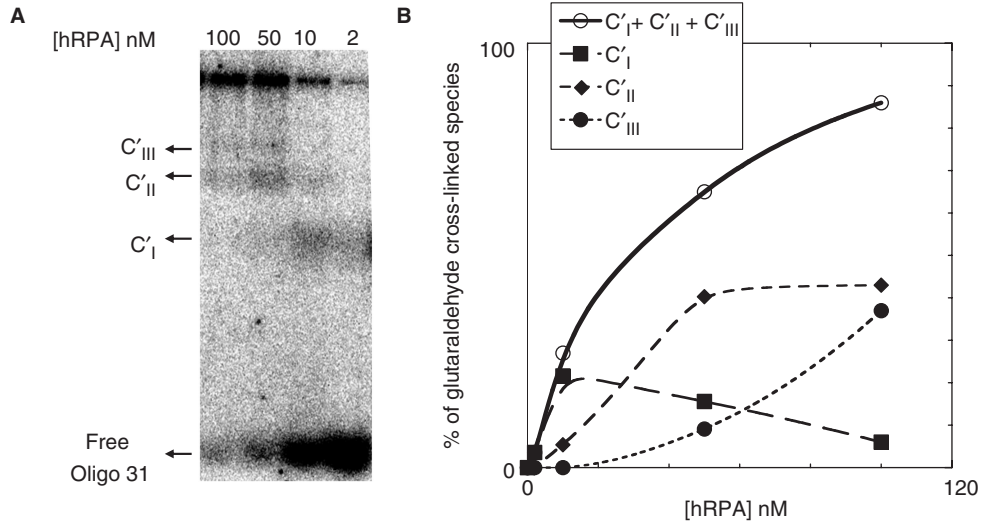 A
[hRPA] nM
100 50 10 2
C′III
C′II
C′I
Free
Oligo 31
B
C′I + C′II + C′III
C′I
C′II
C′III
100
% of glutaraldehyde cross-linked species
0
0
120
[hRPA] nM